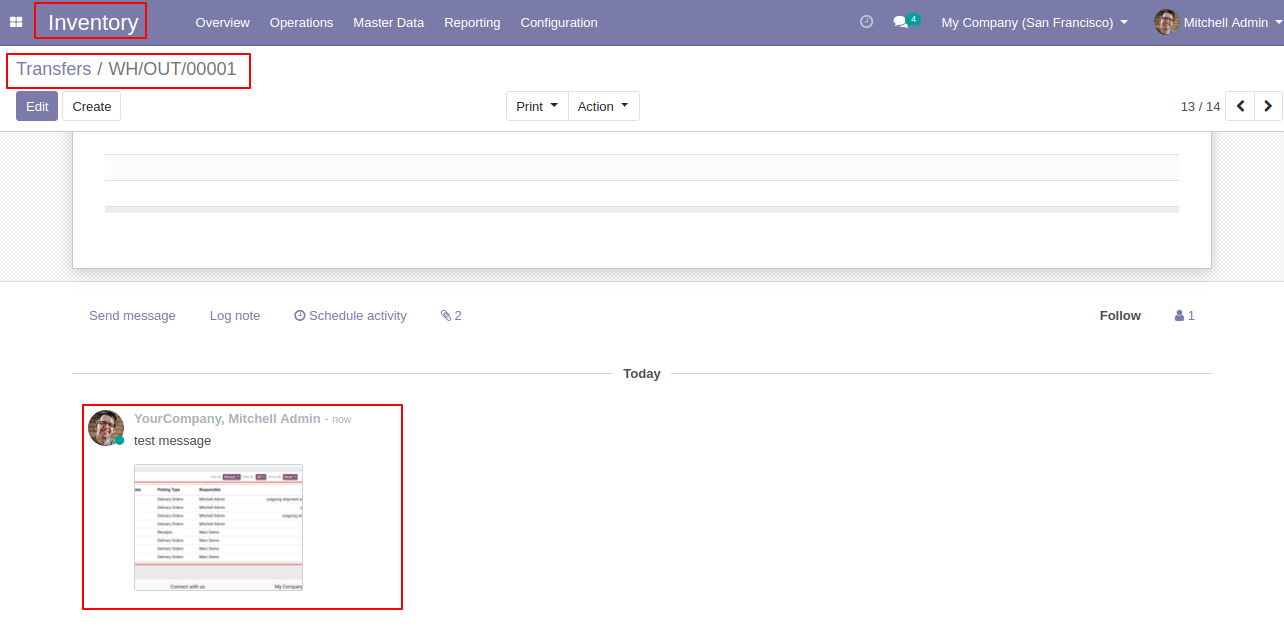 Inventory Overview Operations Master Data Reporting Configuration 4 My Company (San Francisco) Mitchell Admin
Transfers / WH/OUT/00001
Edit Create Print Action 13 / 14
Send message Log note Schedule activity 2 Follow 1
Today
YourCompany, Mitchell Admin - now
test message
Picking Type Responsible
Delivery Orders Mitchell Admin outgoing shipment
Delivery Orders Mitchell Admin
Delivery Orders Mitchell Admin
Delivery Orders Mitchell Admin
Receipts Marc Demo
Delivery Orders Marc Demo
Delivery Orders Marc Demo
Delivery Orders Marc Demo
Connect with us My Company